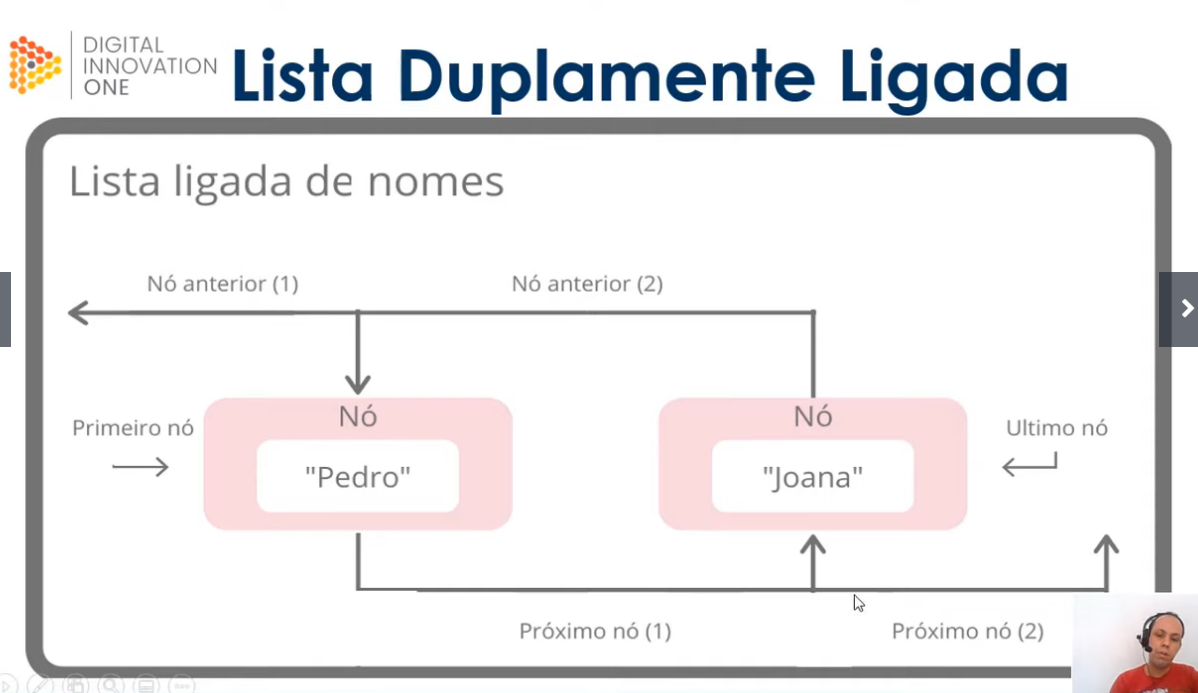 DIGITAL
INNOVATION
ONE
Lista Duplamente Ligada
Lista ligada de nomes
Nó anterior (1)
Nó anterior (2)
Primeiro nó
Nó
"Pedro"
Nó
"Joana"
Ultimo nó
Próximo nó (1)
Próximo nó (2)